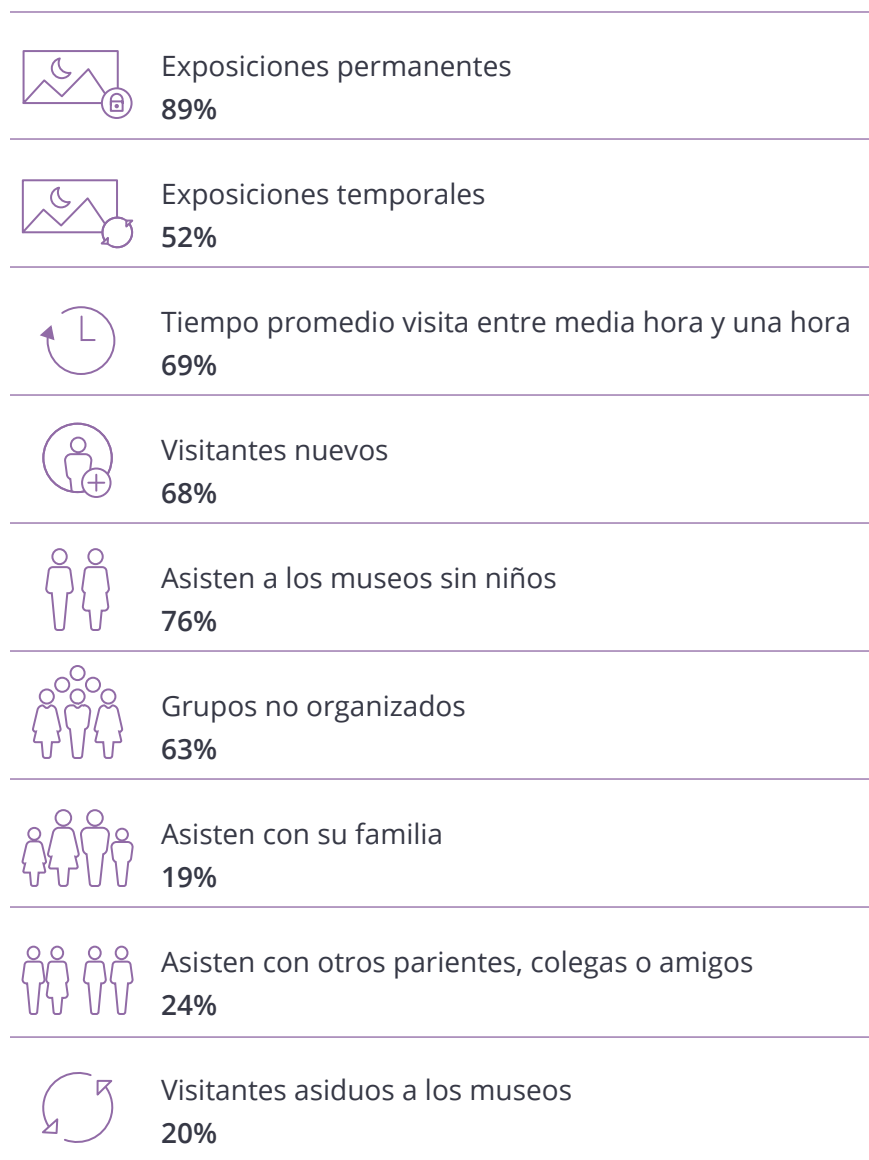 Exposiciones permanentes
89%
Exposiciones temporales
52%
Tiempo promedio visita entre media hora y una hora
69%
Visitantes nuevos
68%
Asisten a los museos sin niños
76%
Grupos no organizados
63%
Asisten con su familia
19%
Asisten con otros parientes, colegas o amigos
24%
Visitantes asiduos a los museos
20%